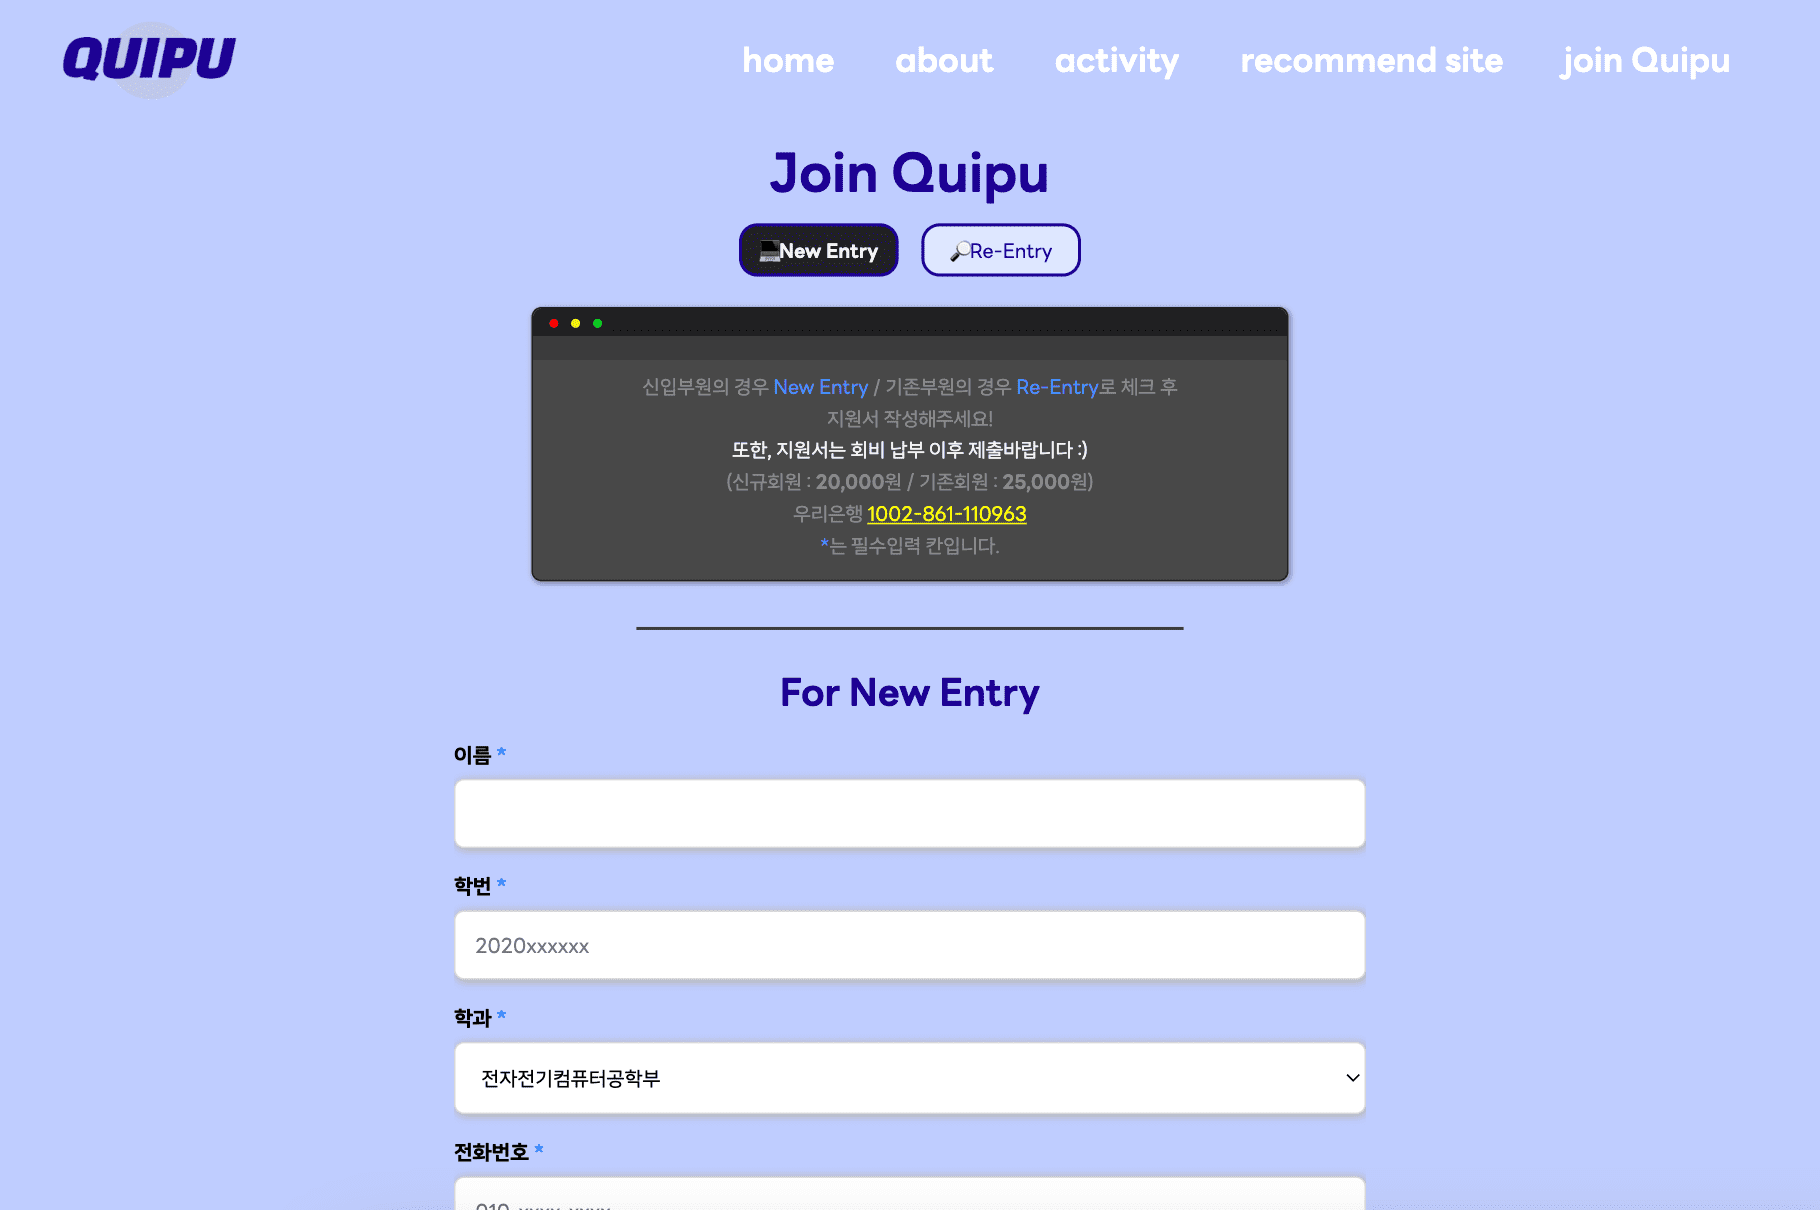 QUIPU
home about activity recommend site join Quipu
Join Quipu
New Entry Re-Entry
신입부원의 경우 New Entry / 기존부원의 경우 Re-Entry로 체크 후
지원서 작성해주세요!
또한, 지원서는 회비 납부 이후 제출바랍니다 :)
(신규회원 : 20,000원 / 기존회원 : 25,000원)
우리은행 1002-861-110963
*는 필수입력 칸입니다.
For New Entry
이름 *
학번 *
2020xxxxxx
학과 *
전자전기컴퓨터공학부
전화번호 *
010-xxxx-xxxx